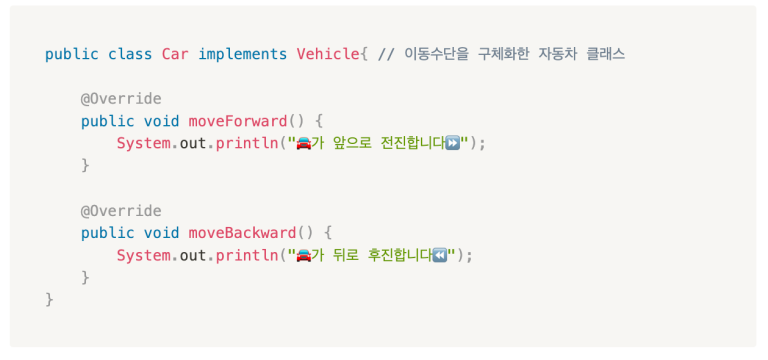 public class Car implements Vehicle{ // 이동수단을 구체화한 자동차 클래스
@Override
public void moveForward() {
System.out.println("🚘가 앞으로 전진합니다⏩");
}
@Override
public void moveBackward() {
System.out.println("🚘가 뒤로 후진합니다⏪");
}
}